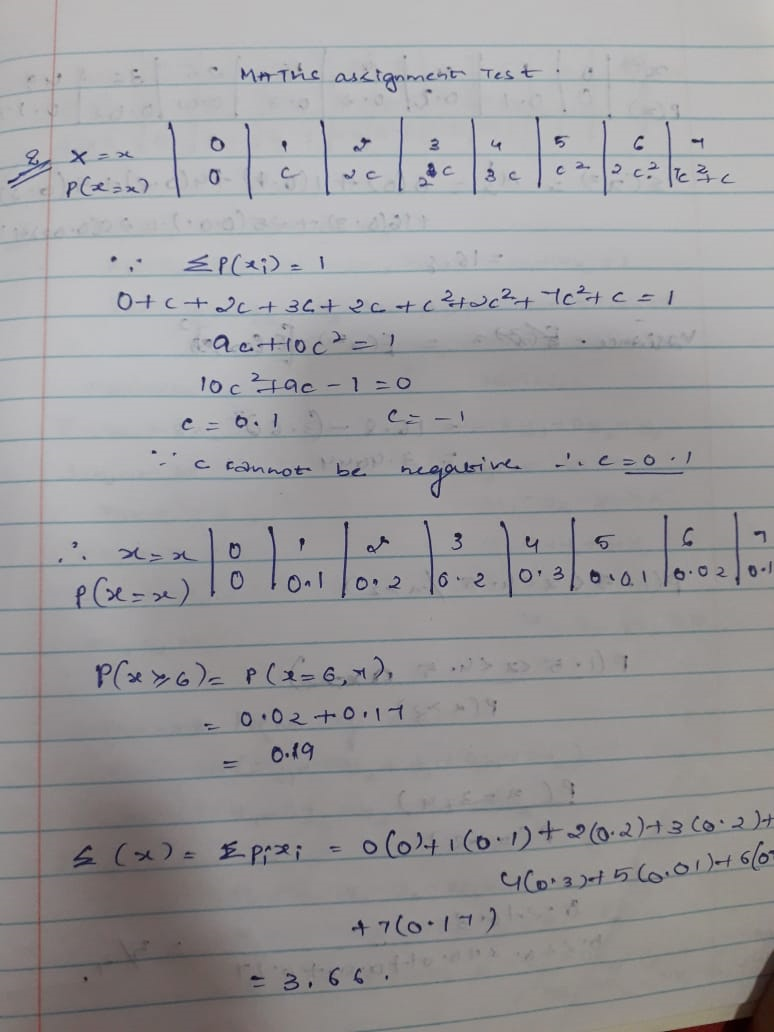 MATHS assignment Test.
Q X=x | 0 | 1 | 2 | 3 | 4 | 5 | 6 | 7
P(x=x) | 0 | c | 2c | 2c | 3c | c² | 2c² | 7c²+c
∵ ΣP(xi) = 1
0+c+2c+3c+2c+c²+2c²+7c²+c = 1
9c+10c² = 1
10c²+9c-1=0
c = 0.1 c=-1
∵ c cannot be negative ∴ c=0.1
∴ x=x | 0 | 1 | 2 | 3 | 4 | 5 | 6 | 7
P(x=x) | 0 | 0.1 | 0.2 | 0.2 | 0.3 | 0.01 | 0.02 | 0.1
P(x≥6)= P(x=6,7),
= 0.02+0.17
= 0.19
Σ(x) = Σpixi = 0(0)+1(0.1)+2(0.2)+3(0.2)+
4(0.3)+5(0.01)+6(0
+7(0.17)
= 3.66.